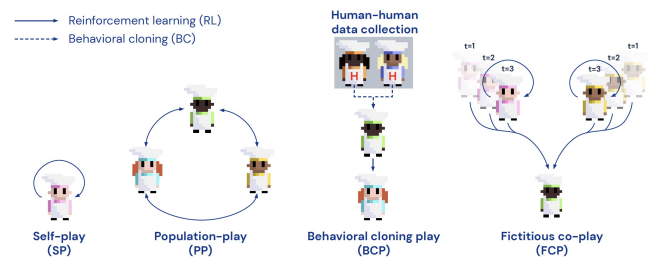 Reinforcement learning (RL)
Behavioral cloning (BC)
Human-human
data collection
H H
t=1
t=2
t=3
t=1
t=2
t=3
Self-play
(SP)
Population-play
(PP)
Behavioral cloning play
(BCP)
Fictitious co-play
(FCP)